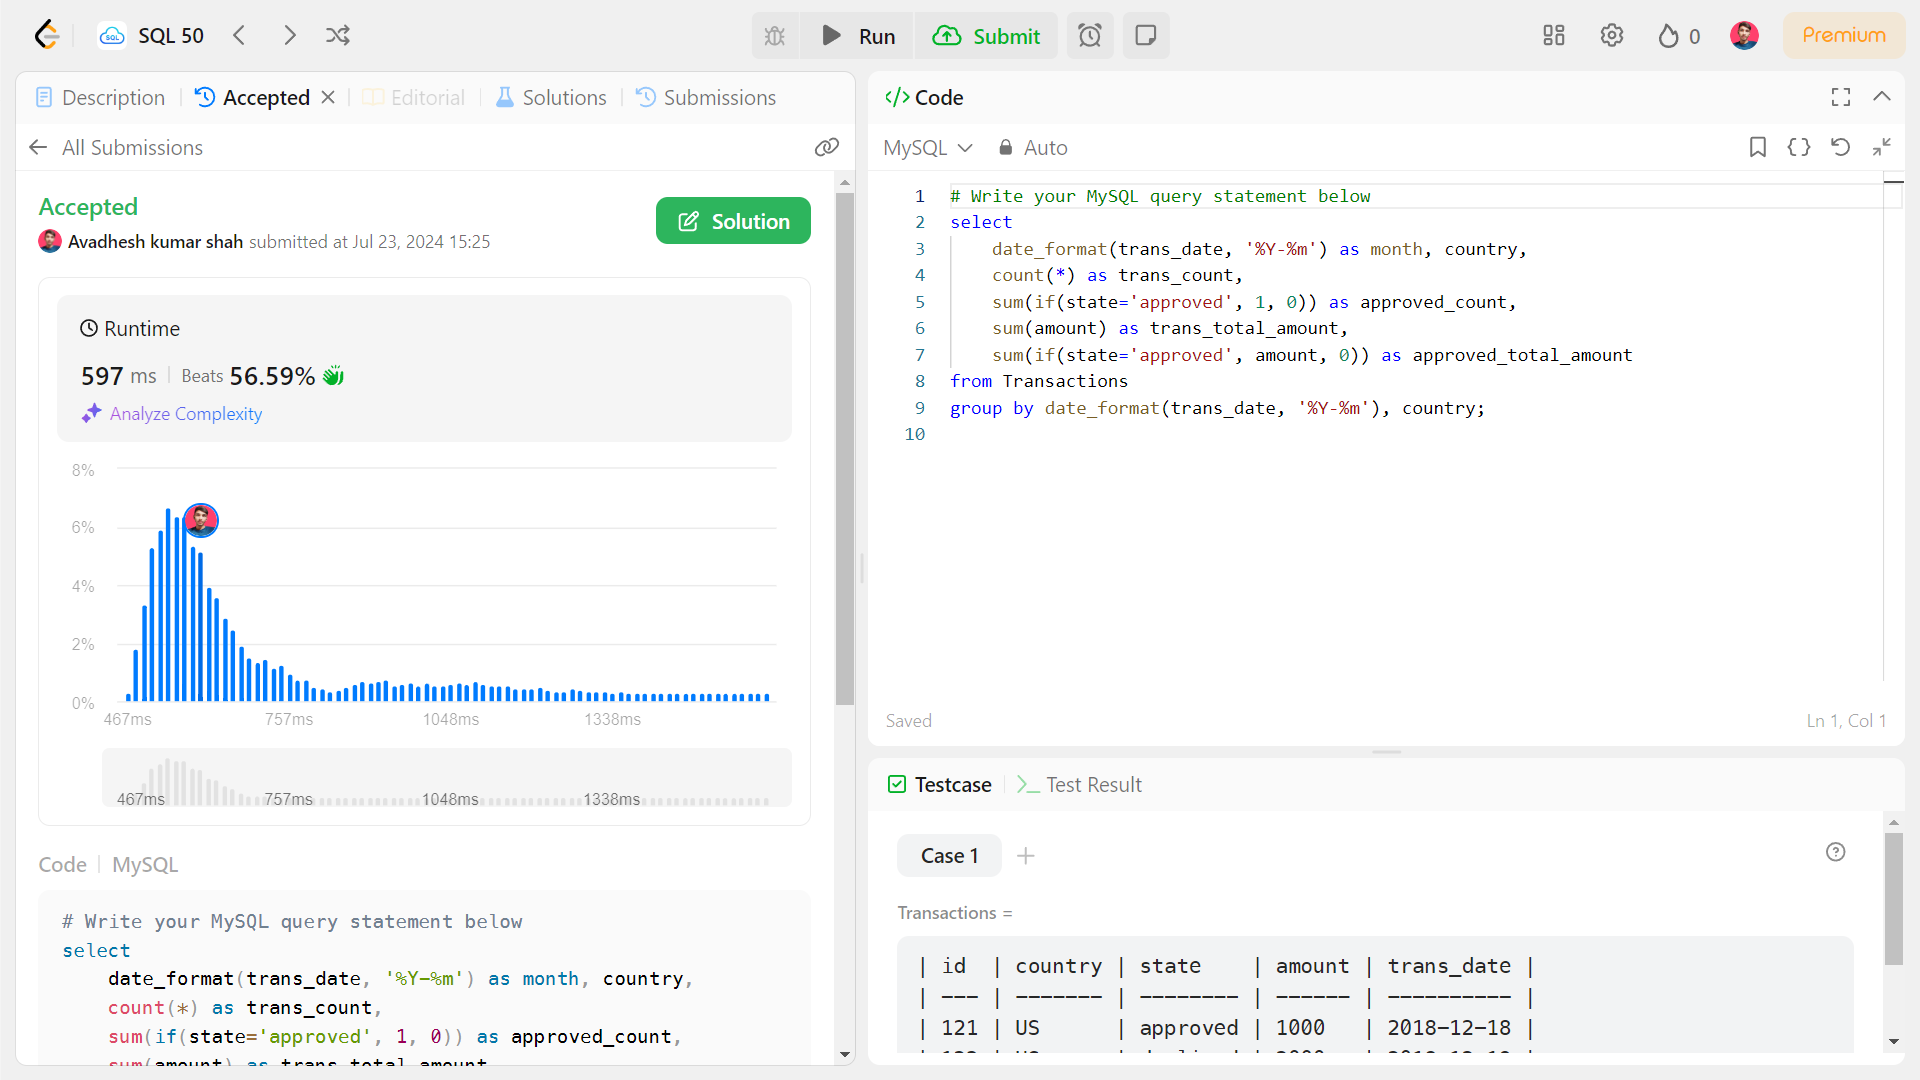 SQL 50
Run
Submit
0
Premium
Description
Accepted
Editorial
Solutions
Submissions
All Submissions
Accepted
Avadhesh kumar shah submitted at Jul 23, 2024 15:25
Solution
Runtime
597 ms
Beats 56.59%
Analyze Complexity
8%
6%
4%
2%
0%
467ms 757ms 1048ms 1338ms
467ms 757ms 1048ms 1338ms
Code
MySQL
# Write your MySQL query statement below
select
date_format(trans_date, '%Y-%m') as month, country,
count(*) as trans_count,
sum(if(state='approved', 1, 0)) as approved_count,
sum(amount) as trans_total_amount
</> Code
MySQL
Auto
1 # Write your MySQL query statement below
2 select
3 date_format(trans_date, '%Y-%m') as month, country,
4 count(*) as trans_count,
5 sum(if(state='approved', 1, 0)) as approved_count,
6 sum(amount) as trans_total_amount,
7 sum(if(state='approved', amount, 0)) as approved_total_amount
8 from Transactions
9 group by date_format(trans_date, '%Y-%m'), country;
10
Saved
Ln 1, Col 1
Testcase
Test Result
Case 1
Transactions =
| id | country | state | amount | trans_date |
| --- | ------- | -------- | ------ | ---------- |
| 121 | US | approved | 1000 | 2018-12-18 |